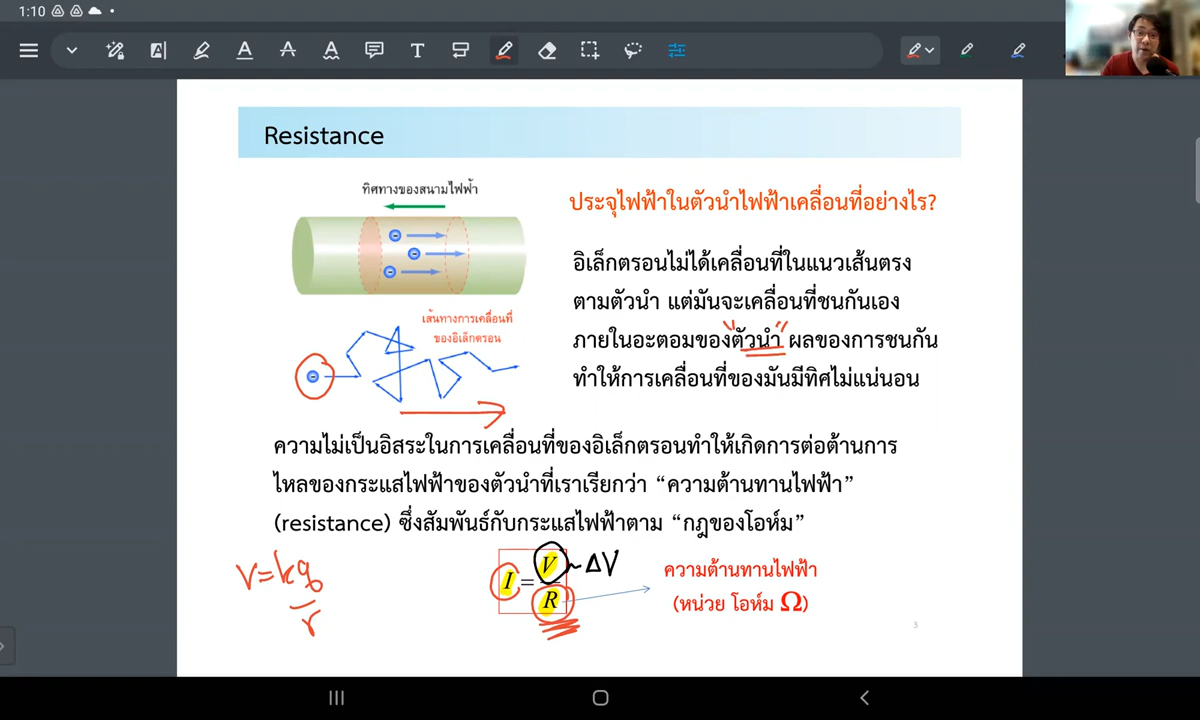 1:10
Resistance
ทิศทางของสนามไฟฟ้า
ประจุไฟฟ้าในตัวนำไฟฟ้าเคลื่อนที่อย่างไร?
อิเล็กตรอนไม่ได้เคลื่อนที่ในแนวเส้นตรง
ตามตัวนำ แต่มันจะเคลื่อนที่ชนกันเอง
ภายในอะตอมของ"ตัวนำ" ผลของการชนกัน
ทำให้การเคลื่อนที่ของมันมีทิศไม่แน่นอน
เส้นทางการเคลื่อนที่
ของอิเล็กตรอน
ความไม่เป็นอิสระในการเคลื่อนที่ของอิเล็กตรอนทำให้เกิดการต่อต้านการ
ไหลของกระแสไฟฟ้าของตัวนำที่เราเรียกว่า “ความต้านทานไฟฟ้า”
(resistance) ซึ่งสัมพันธ์กับกระแสไฟฟ้าตาม “กฎของโอห์ม”
V=kq/r
I = V/R
~ΔV
ความต้านทานไฟฟ้า
(หน่วย โอห์ม Ω)
3